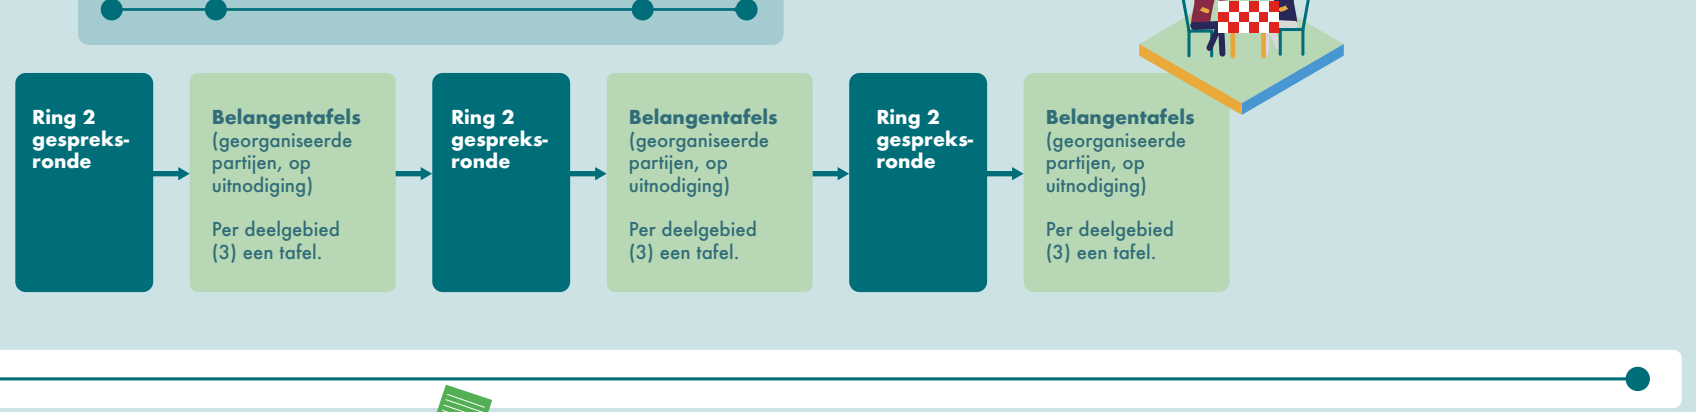 Ring 2
gespreks-
ronde
Belangentafels
(georganiseerde
partijen, op
uitnodiging)
Per deelgebied
(3) een tafel.
Ring 2
gespreks-
ronde
Belangentafels
(georganiseerde
partijen, op
uitnodiging)
Per deelgebied
(3) een tafel.
Ring 2
gespreks-
ronde
Belangentafels
(georganiseerde
partijen, op
uitnodiging)
Per deelgebied
(3) een tafel.